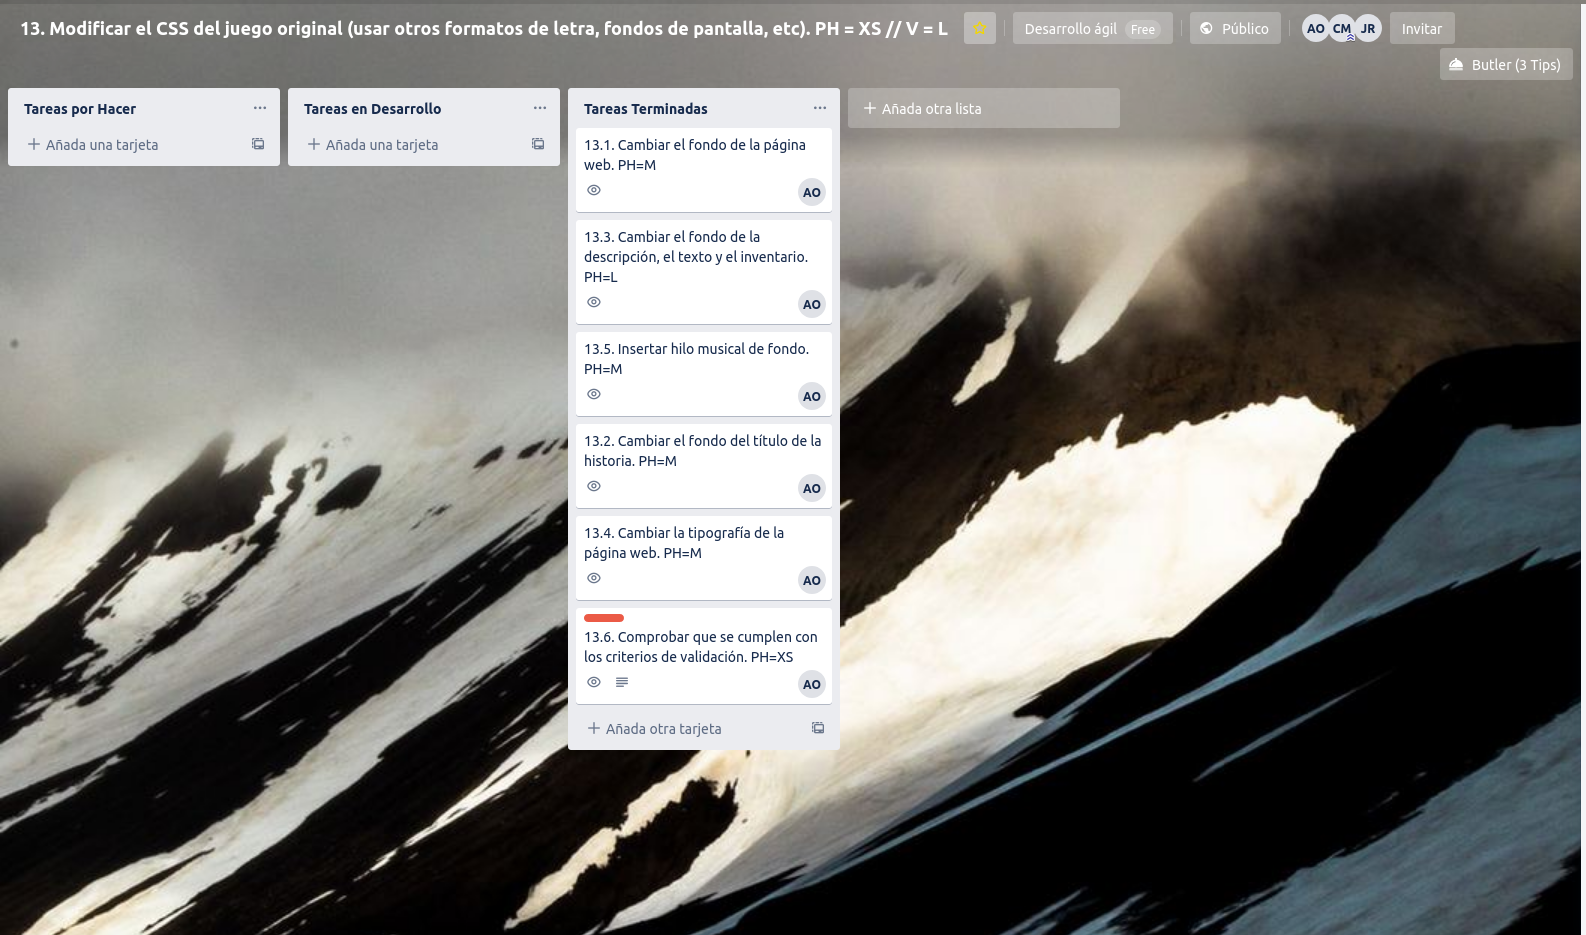 13. Modificar el CSS del juego original (usar otros formatos de letra, fondos de pantalla, etc). PH = XS // V = L
Desarrollo ágil Free
Público
AO CM JR
Invitar
Butler (3 Tips)
Tareas por Hacer
Añada una tarjeta
Tareas en Desarrollo
Añada una tarjeta
Tareas Terminadas
13.1. Cambiar el fondo de la página
web. PH=M
AO
13.3. Cambiar el fondo de la
descripción, el texto y el inventario.
PH=L
AO
13.5. Insertar hilo musical de fondo.
PH=M
AO
13.2. Cambiar el fondo del título de la
historia. PH=M
AO
13.4. Cambiar la tipografía de la
página web. PH=M
AO
13.6. Comprobar que se cumplen con
los criterios de validación. PH=XS
AO
Añada otra tarjeta
Añada otra lista